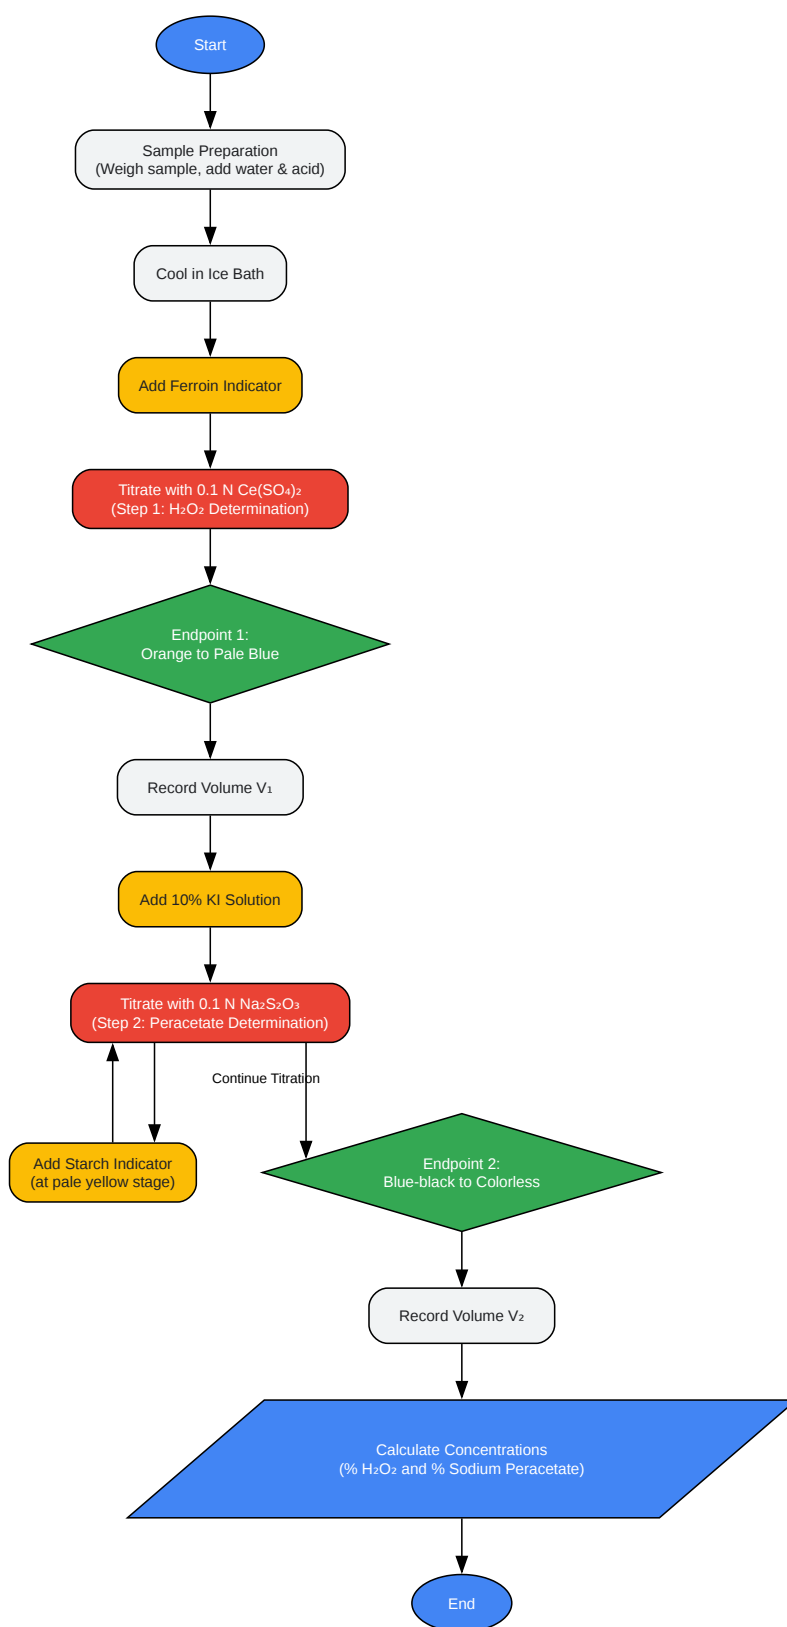 Start
Sample Preparation
(Weigh sample, add water & acid)
Cool in Ice Bath
Add Ferroin Indicator
Titrate with 0.1 N Ce(SO₄)₂
(Step 1: H₂O₂ Determination)
Endpoint 1:
Orange to Pale Blue
Record Volume V₁
Add 10% KI Solution
Titrate with 0.1 N Na₂S₂O₃
(Step 2: Peracetate Determination)
Continue Titration
Add Starch Indicator
(at pale yellow stage)
Endpoint 2:
Blue-black to Colorless
Record Volume V₂
Calculate Concentrations
(% H₂O₂ and % Sodium Peracetate)
End